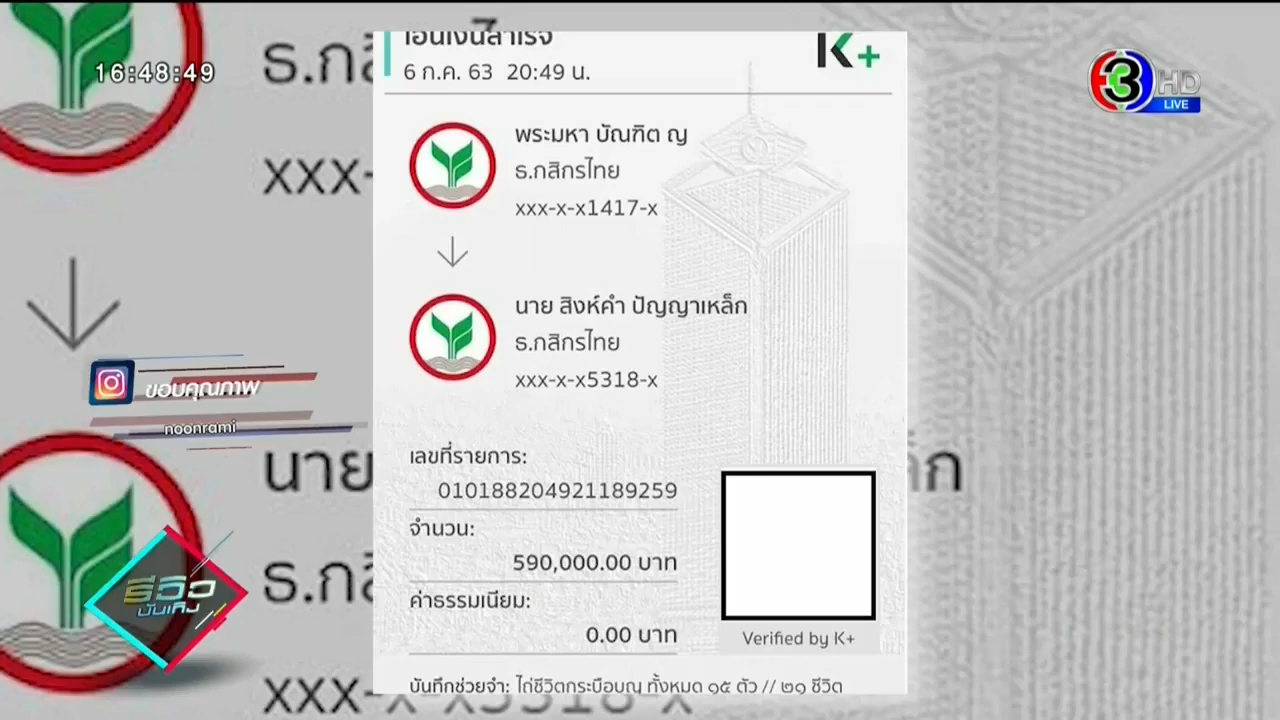 16:48:49
3 HD
LIVE
โอนเงินสำเร็จ
6 ก.ค. 63 20:49 น.
K+
พระมหา บัณฑิต ญ
ธ.กสิกรไทย
xxx-x-x1417-x
นาย สิงห์คำ ปัญญาเหล็ก
ธ.กสิกรไทย
xxx-x-x5318-x
เลขที่รายการ:
010188204921189259
จำนวน:
590,000.00 บาท
ค่าธรรมเนียม:
0.00 บาท
Verified by K+
บันทึกช่วยจำ: ไถ่ชีวิตกระบือบุญ ทั้งหมด ๑๕ ตัว // ๒๑ ชีวิต
ขอบคุณภาพ
noonrami
รีวิว
บันเทิง
ธ.กสิ
xxx-
นาย
ล็ก
ธ.กสิ
xxx-x-x5318-x